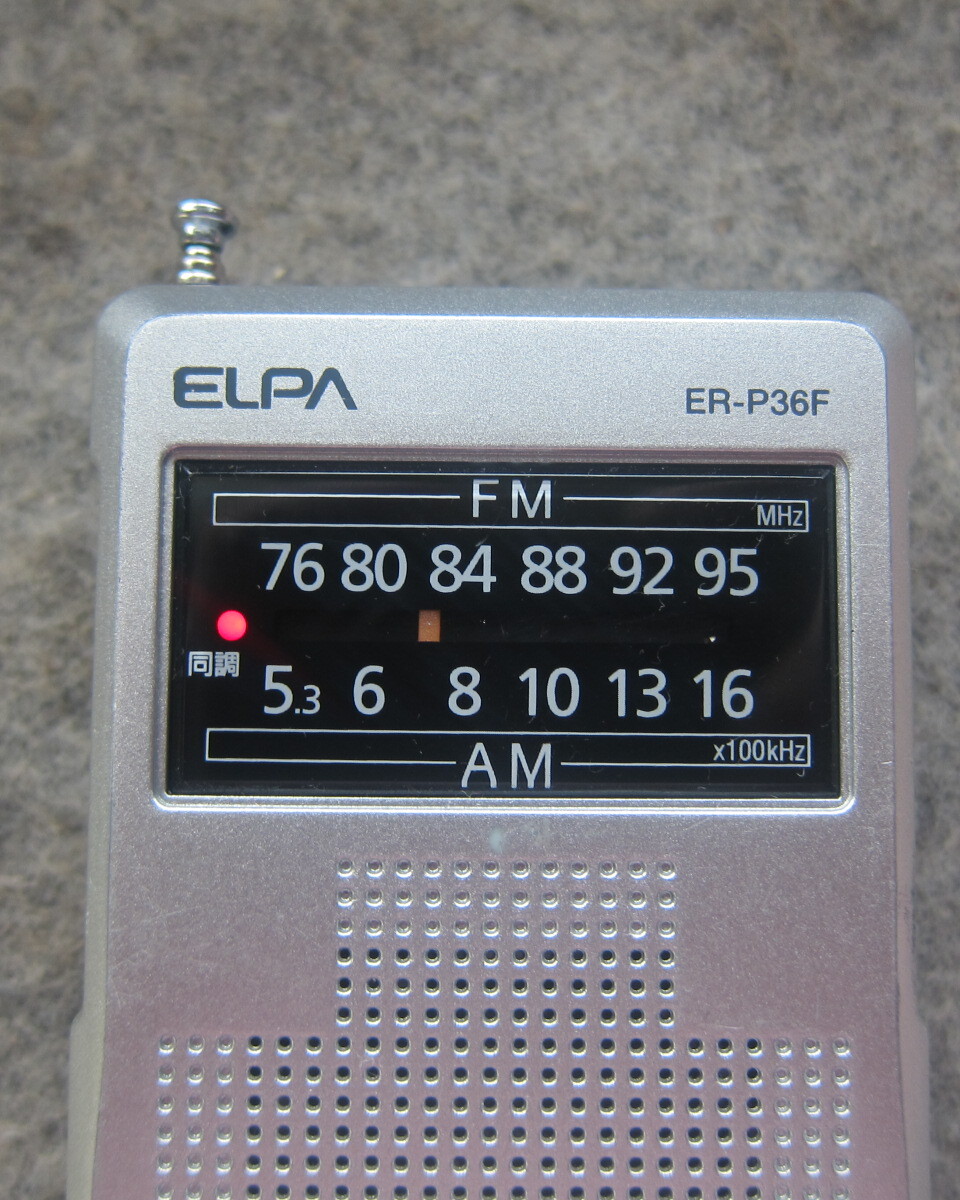 ELPA
ER-P36F
FM
MHz
76 80 84 88 92 95
同調
5.3 6 8 10 13 16
x100kHz
AM